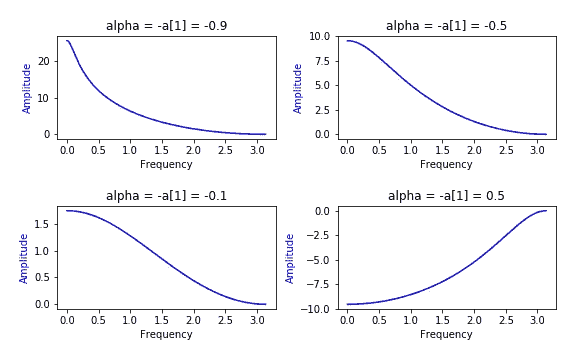 alpha = -a[1] = -0.9
Amplitude
20
10
0
0.0 0.5 1.0 1.5 2.0 2.5 3.0
Frequency
alpha = -a[1] = -0.5
Amplitude
10.0
7.5
5.0
2.5
0.0
0.0 0.5 1.0 1.5 2.0 2.5 3.0
Frequency
alpha = -a[1] = -0.1
Amplitude
1.5
1.0
0.5
0.0
0.0 0.5 1.0 1.5 2.0 2.5 3.0
Frequency
alpha = -a[1] = 0.5
Amplitude
0.0
−2.5
−5.0
−7.5
−10.0
0.0 0.5 1.0 1.5 2.0 2.5 3.0
Frequency